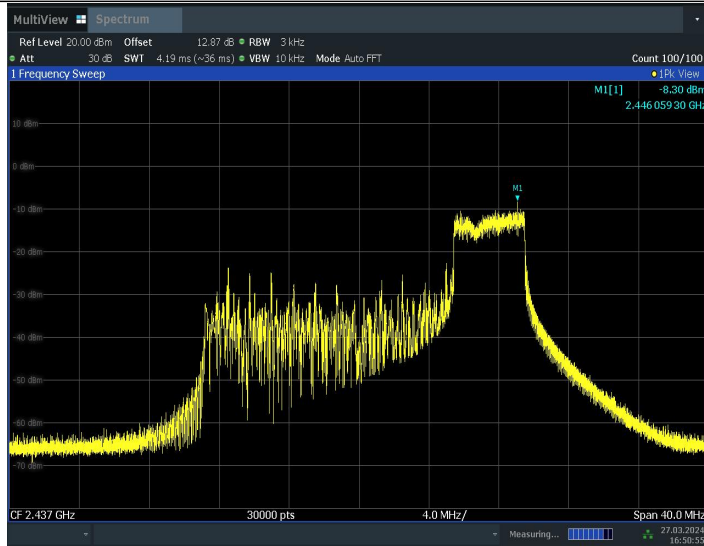 MultiView Spectrum
Ref Level 20.00 dBm Offset 12.87 dB RBW 3 kHz
Att 30 dB SWT 4.19 ms (~36 ms) VBW 10 kHz Mode Auto FFT Count 100/100
1 Frequency Sweep 1Pk View
M1[1] -8.30 dBm
2.446 059 30 GHz
10 dBm
0 dBm
M1
-10 dBm
-20 dBm
-30 dBm
-40 dBm
-50 dBm
-60 dBm
-70 dBm
CF 2.437 GHz 30000 pts 4.0 MHz/ Span 40.0 MHz
Measuring... 27.03.2024
16:50:55